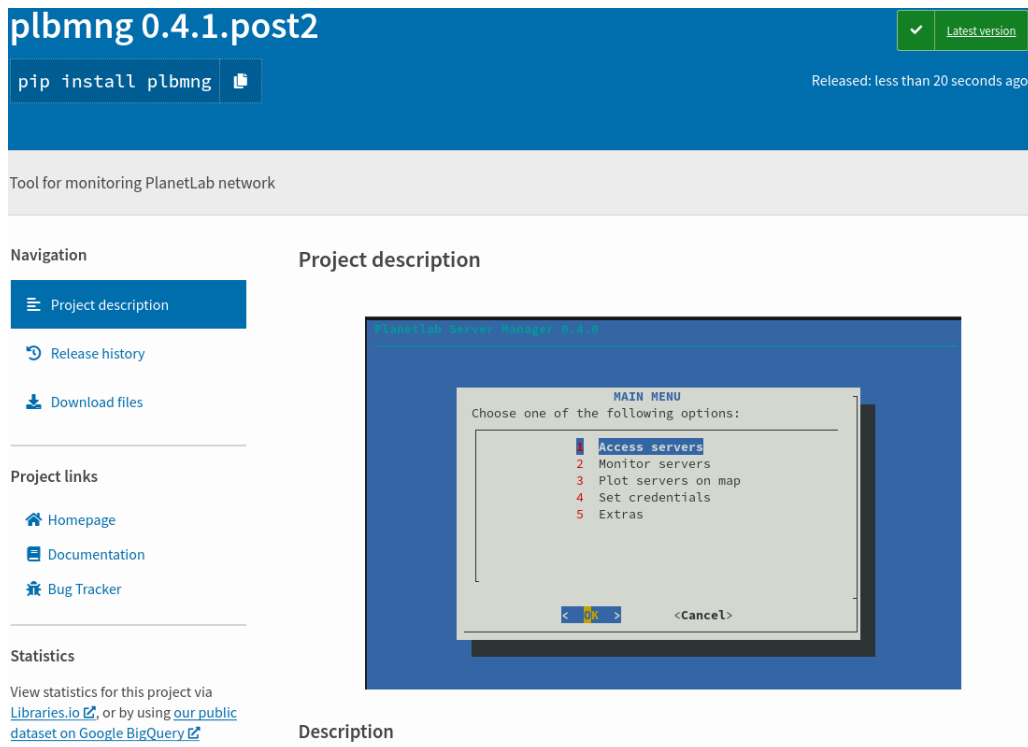 plbmng 0.4.1.post2
Latest version
pip install plbmng
Released: less than 20 seconds ago
Tool for monitoring PlanetLab network
Navigation
Project description
Release history
Download files
Project links
Homepage
Documentation
Bug Tracker
Statistics
View statistics for this project via
Libraries.io, or by using our public
dataset on Google BigQuery
Project description
Planetlab Server Manager 0.4.0
MAIN MENU
Choose one of the following options:
1 Access servers
2 Monitor servers
3 Plot servers on map
4 Set credentials
5 Extras
< OK > <Cancel>
Description